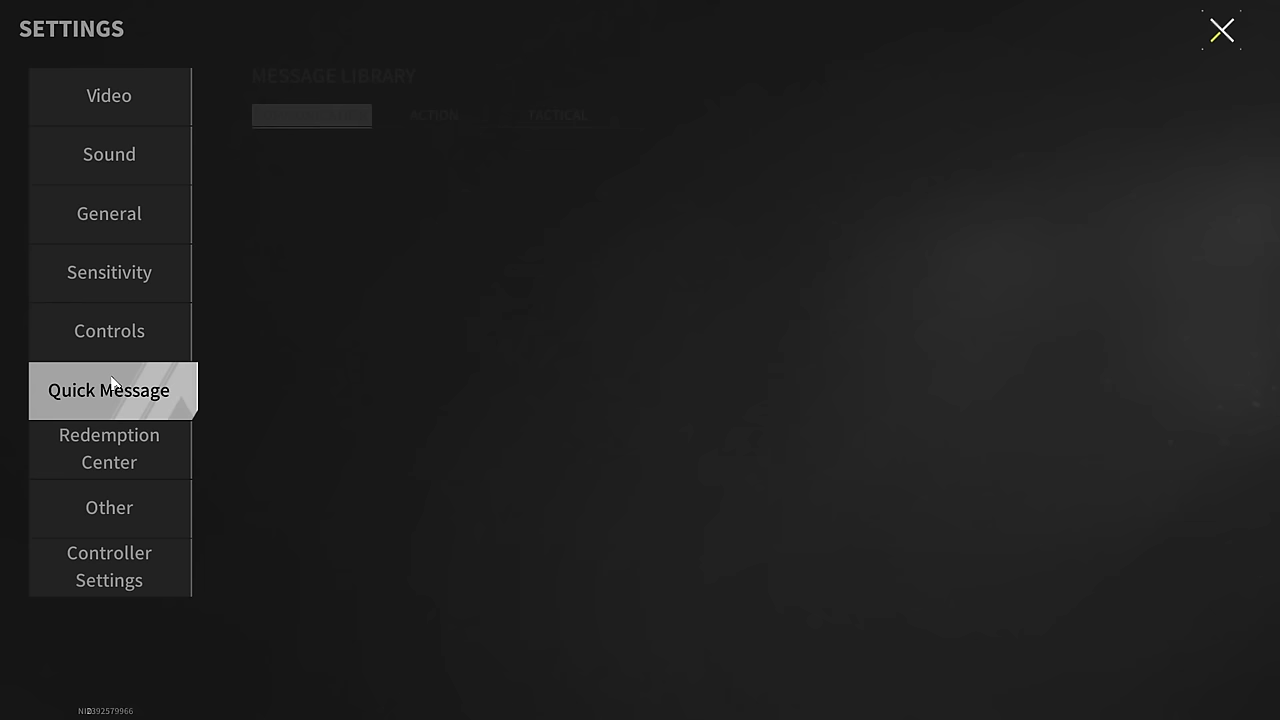 SETTINGS
MESSAGE LIBRARY
ACTION
TACTICAL
Video
Sound
General
Sensitivity
Controls
Quick Message
Redemption
Center
Other
Controller
Settings